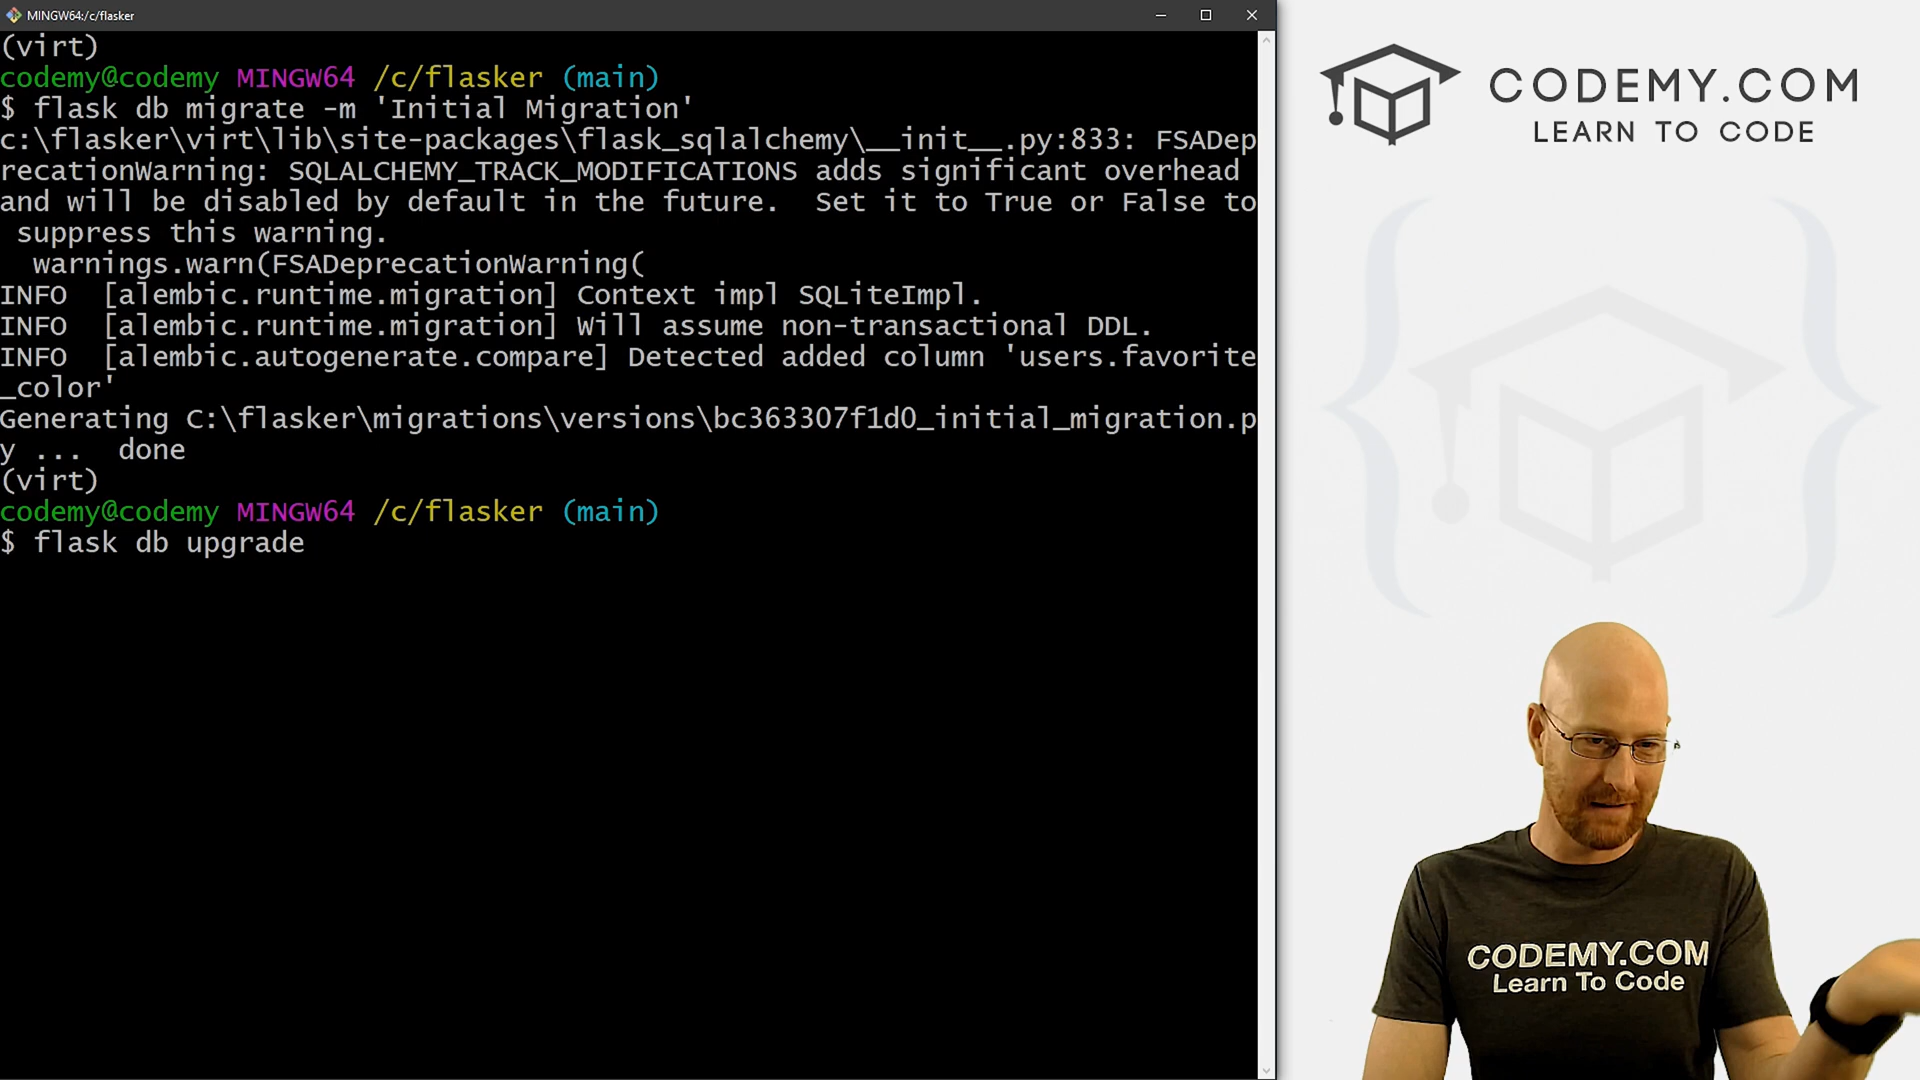 MINGW64:/c/flasker
(virt)
codemy@codemy MINGW64 /c/flasker (main)
$ flask db migrate -m 'Initial Migration'
c:\flasker\virt\lib\site-packages\flask_sqlalchemy\__init__.py:833: FSADep
recationWarning: SQLALCHEMY_TRACK_MODIFICATIONS adds significant overhead
and will be disabled by default in the future.  Set it to True or False to
 suppress this warning.
  warnings.warn(FSADeprecationWarning(
INFO  [alembic.runtime.migration] Context impl SQLiteImpl.
INFO  [alembic.runtime.migration] Will assume non-transactional DDL.
INFO  [alembic.autogenerate.compare] Detected added column 'users.favorite
_color'
Generating C:\flasker\migrations\versions\bc363307f1d0_initial_migration.p
y ...  done
(virt)
codemy@codemy MINGW64 /c/flasker (main)
$ flask db upgrade
CODEMY.COM
LEARN TO CODE
CODEMY.COM
Learn To Code